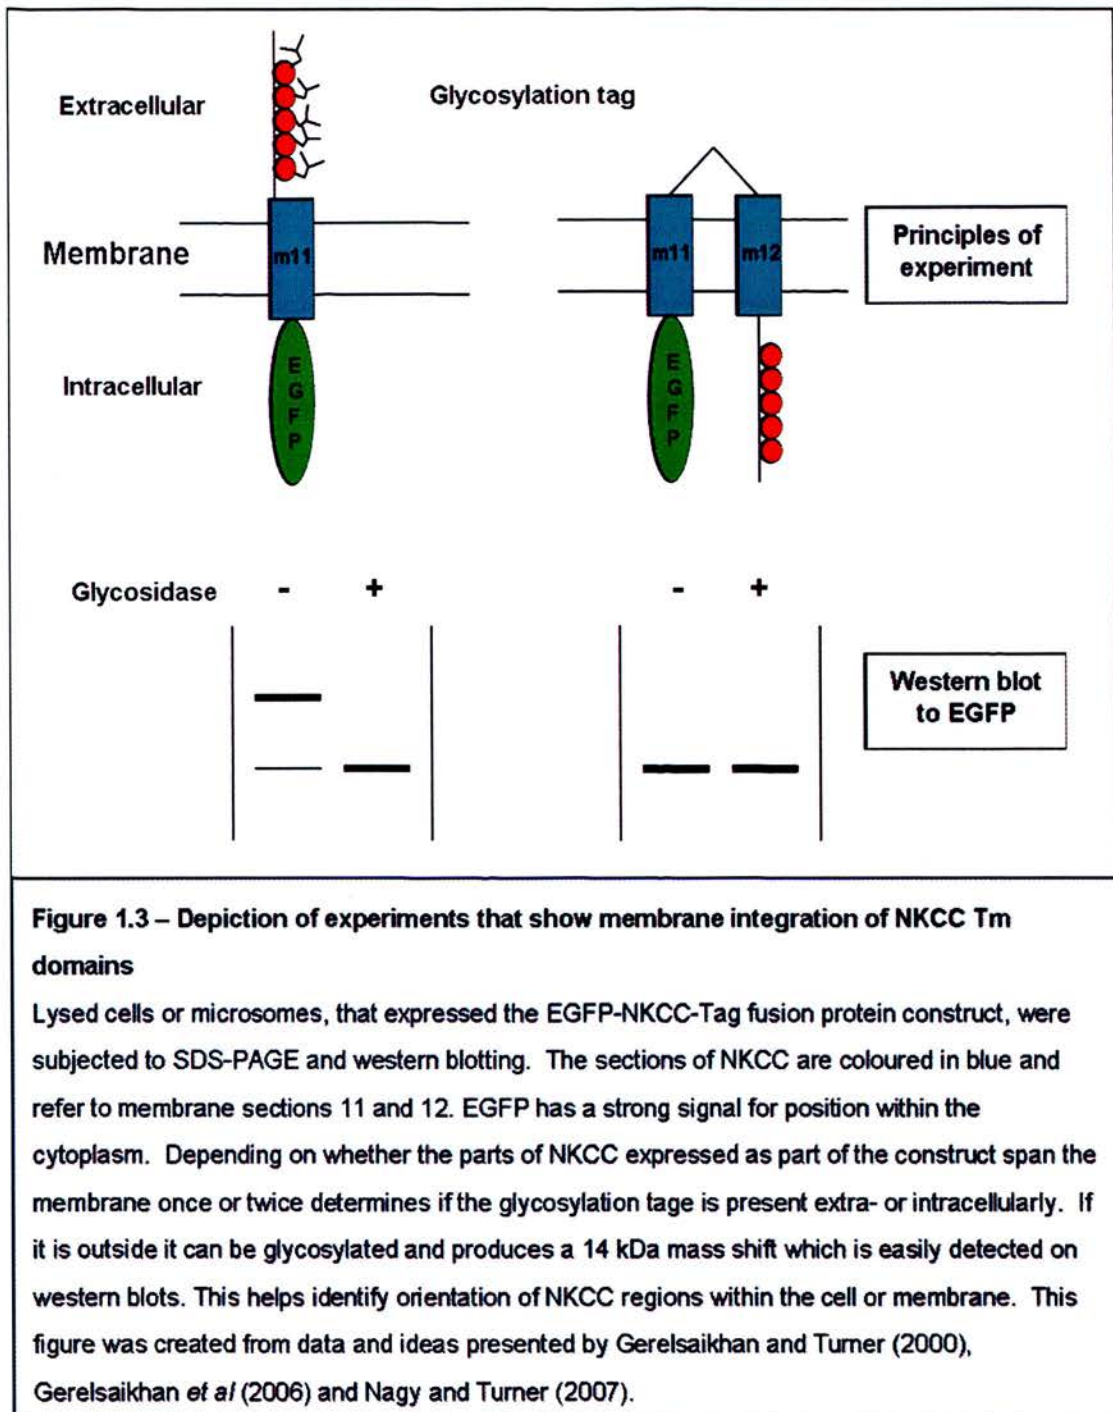 Extracellular
Glycosylation tag
Membrane
m11
m11
m12
Principles of
experiment
Intracellular
EGFP
EGFP
Glycosidase - + - +
Western blot
to EGFP
Figure 1.3 – Depiction of experiments that show membrane integration of NKCC Tm
domains
Lysed cells or microsomes, that expressed the EGFP-NKCC-Tag fusion protein construct, were
subjected to SDS-PAGE and western blotting. The sections of NKCC are coloured in blue and
refer to membrane sections 11 and 12. EGFP has a strong signal for position within the
cytoplasm. Depending on whether the parts of NKCC expressed as part of the construct span the
membrane once or twice determines if the glycosylation tage is present extra- or intracellularly. If
it is outside it can be glycosylated and produces a 14 kDa mass shift which is easily detected on
western blots. This helps identify orientation of NKCC regions within the cell or membrane. This
figure was created from data and ideas presented by Gerelsaikhan and Turner (2000),
Gerelsaikhan et al (2006) and Nagy and Turner (2007).